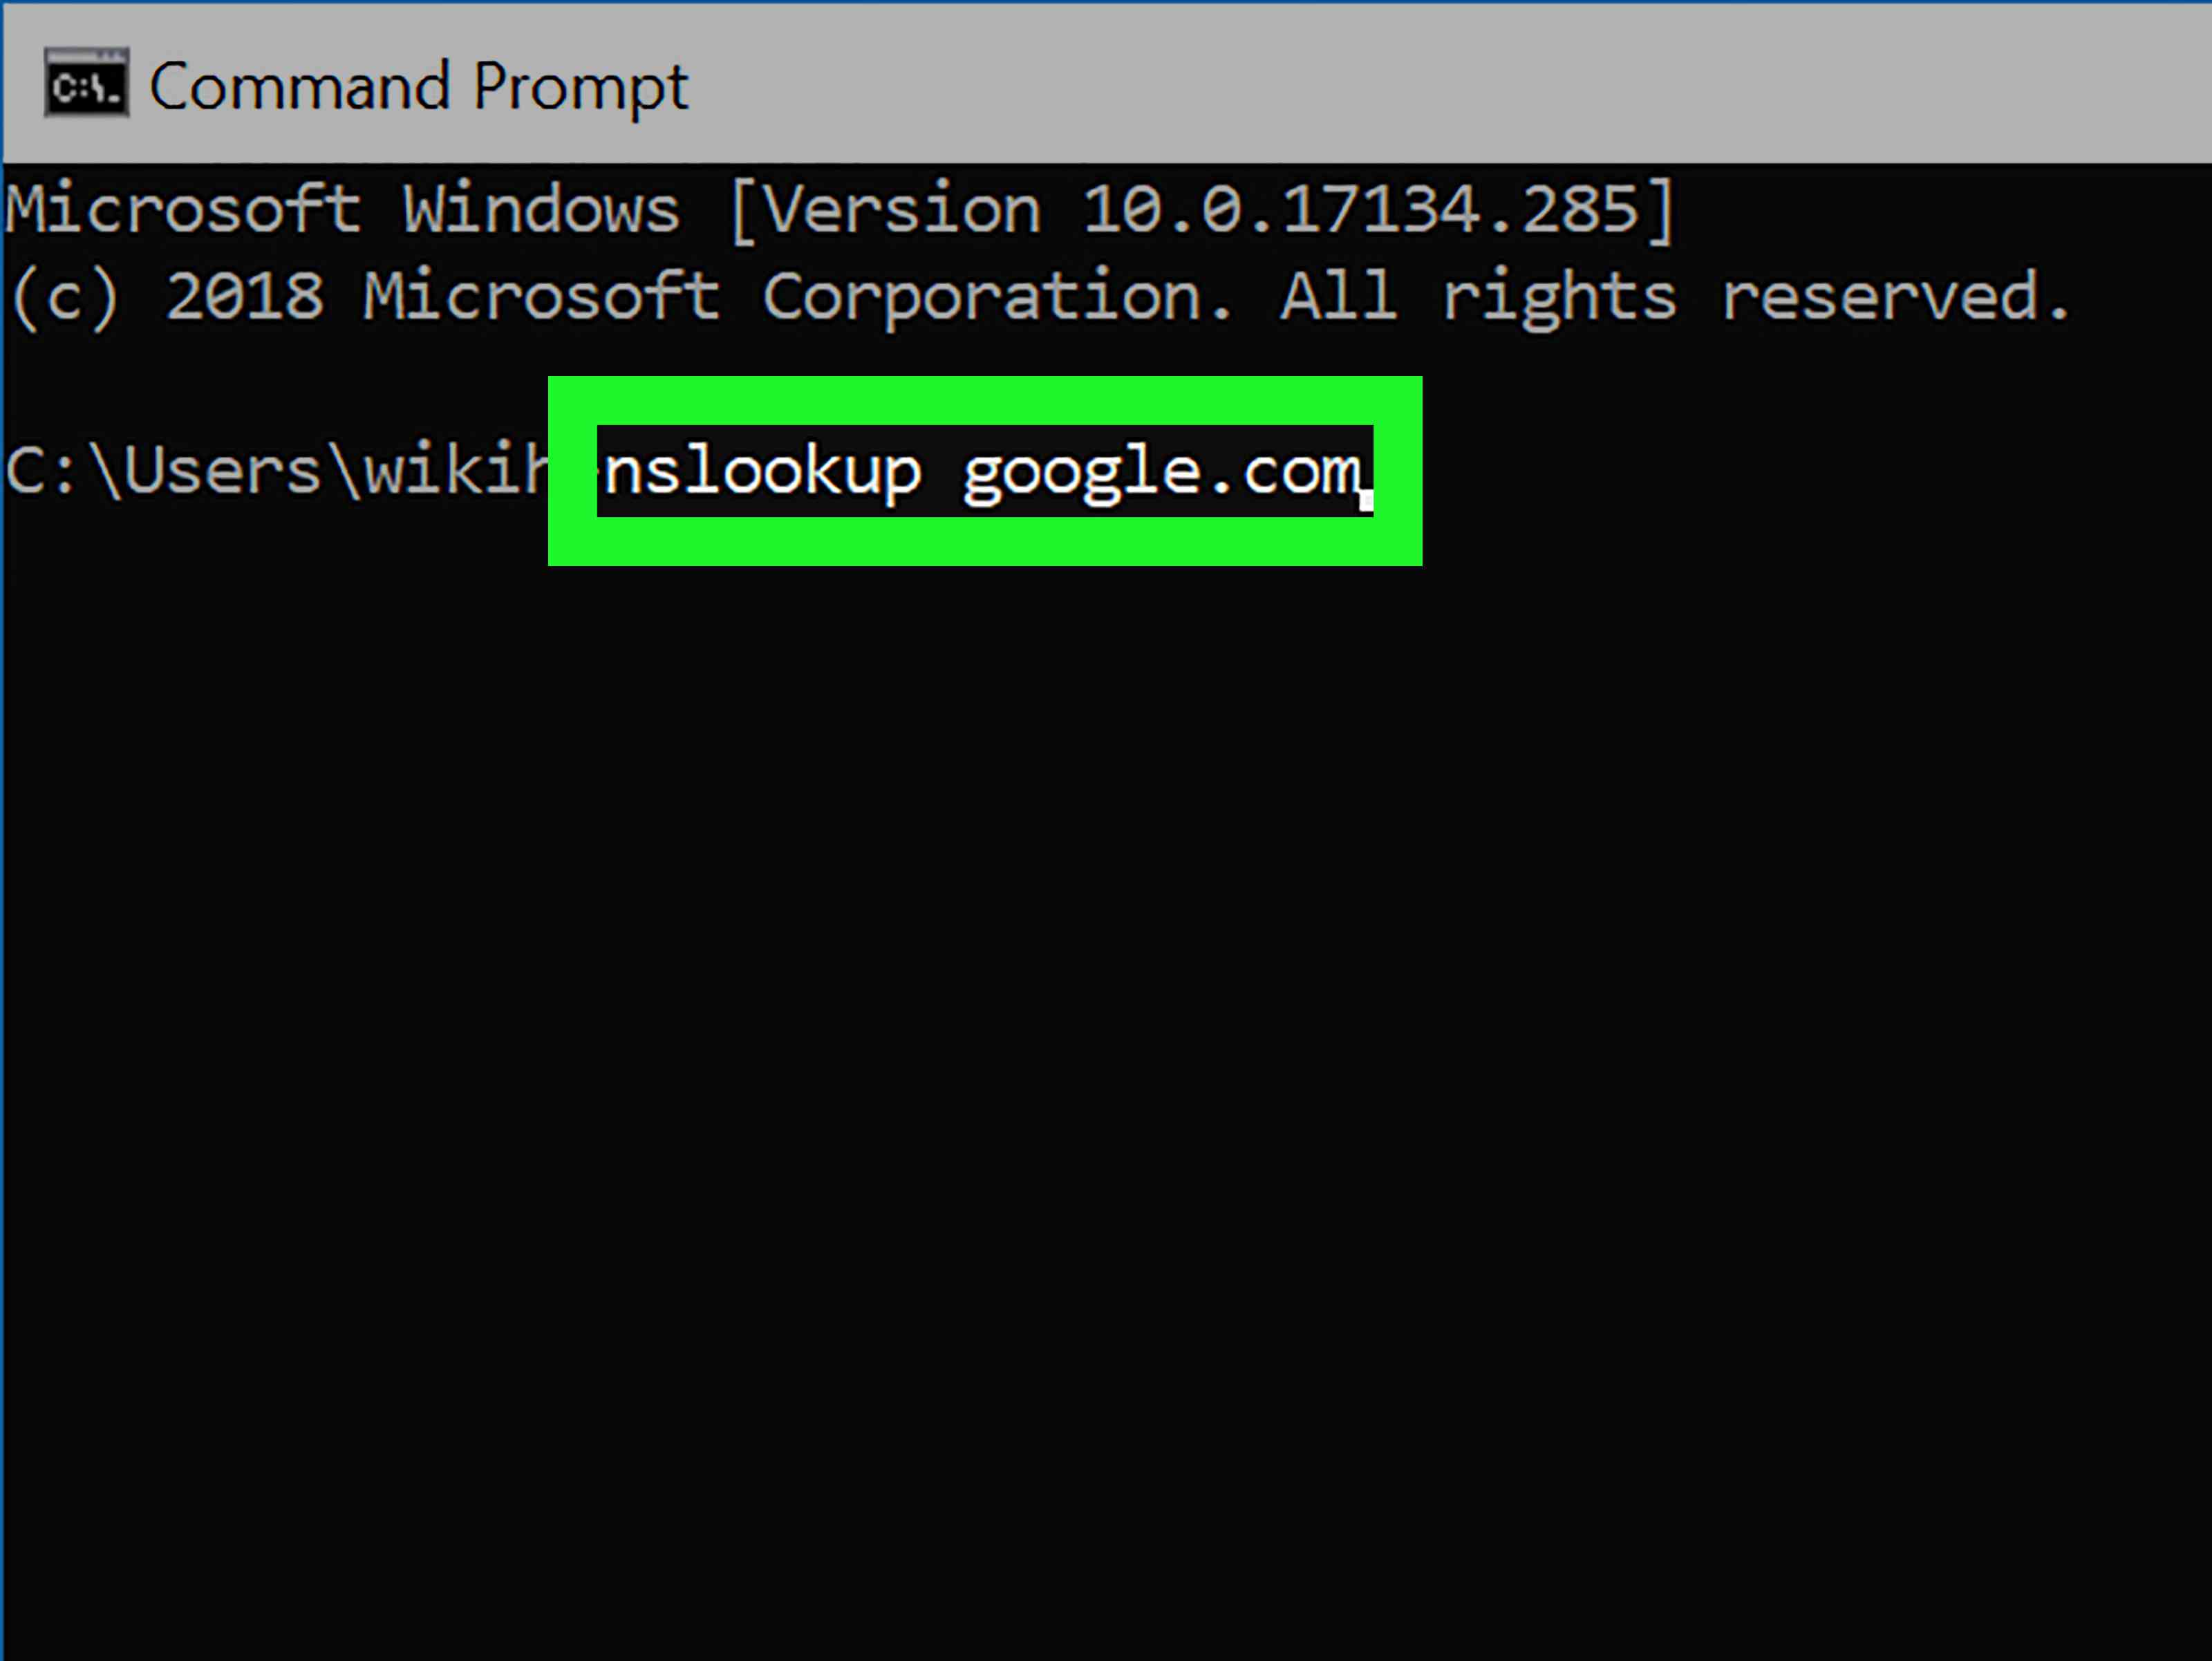 C:\.
Command Prompt
Microsoft Windows [Version 10.0.17134.285]
(c) 2018 Microsoft Corporation. All rights reserved.
C:\Users\wikih nslookup google.com